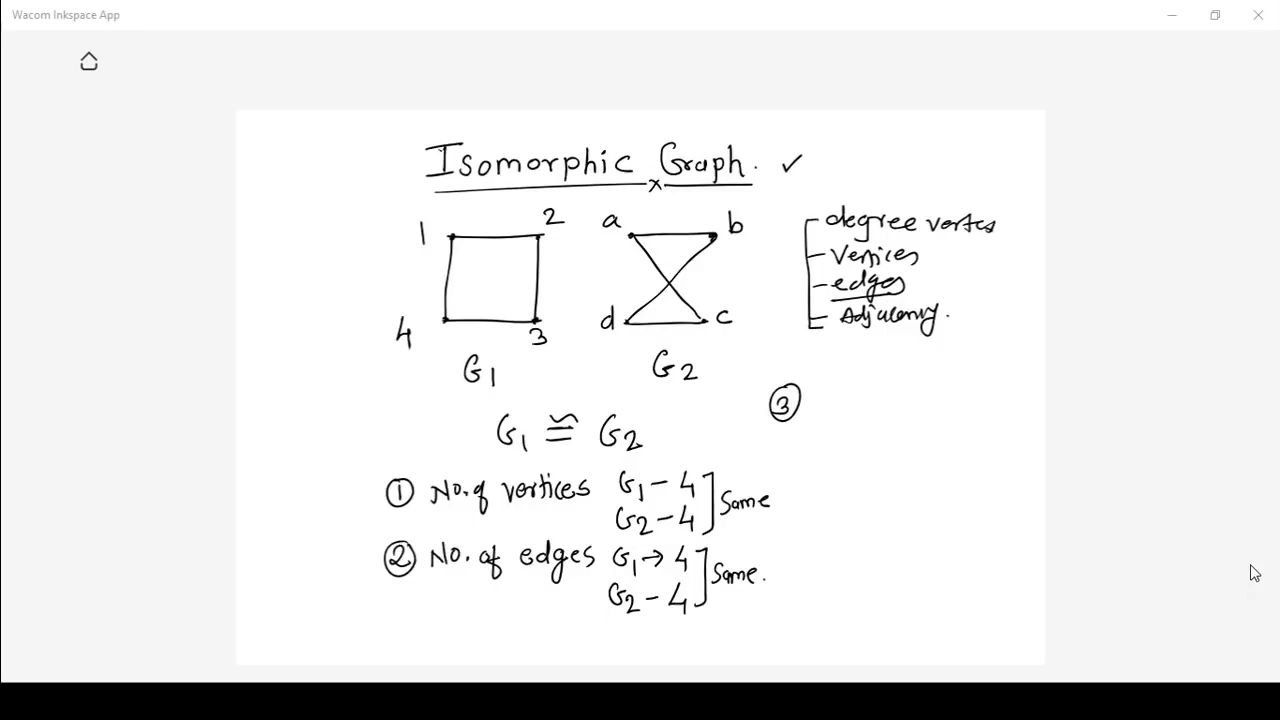 Wacom Inkspace App
Isomorphic Graph. ✓
x
1 2 a b
4 3 d c
G1 G2
degree vertex
Vertices
edges
Adjacency.
G1 ≅ G2
③
① No. of vertices G1 - 4
G2 - 4 ] Same
② No. of edges G1 → 4
G2 - 4 ] Same.